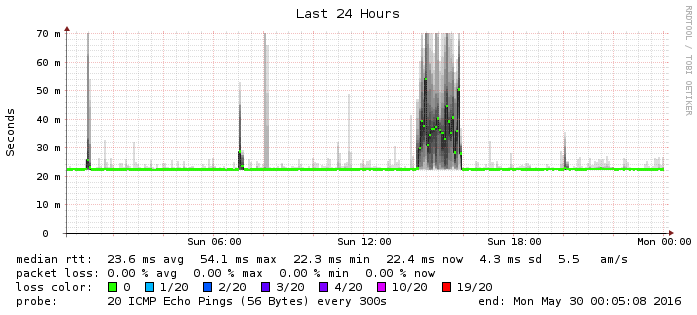 Last 24 Hours
RRDTOOL / TOBI OETIKER
Seconds
70 m
60 m
50 m
40 m
30 m
20 m
10 m
0
Sun 06:00 Sun 12:00 Sun 18:00 Mon 00:00
median rtt: 23.6 ms avg 54.1 ms max 22.3 ms min 22.4 ms now 4.3 ms sd 5.5 am/s
packet loss: 0.00 % avg 0.00 % max 0.00 % min 0.00 % now
loss color: 0 1/20 2/20 3/20 4/20 10/20 19/20
probe: 20 ICMP Echo Pings (56 Bytes) every 300s end: Mon May 30 00:05:08 2016